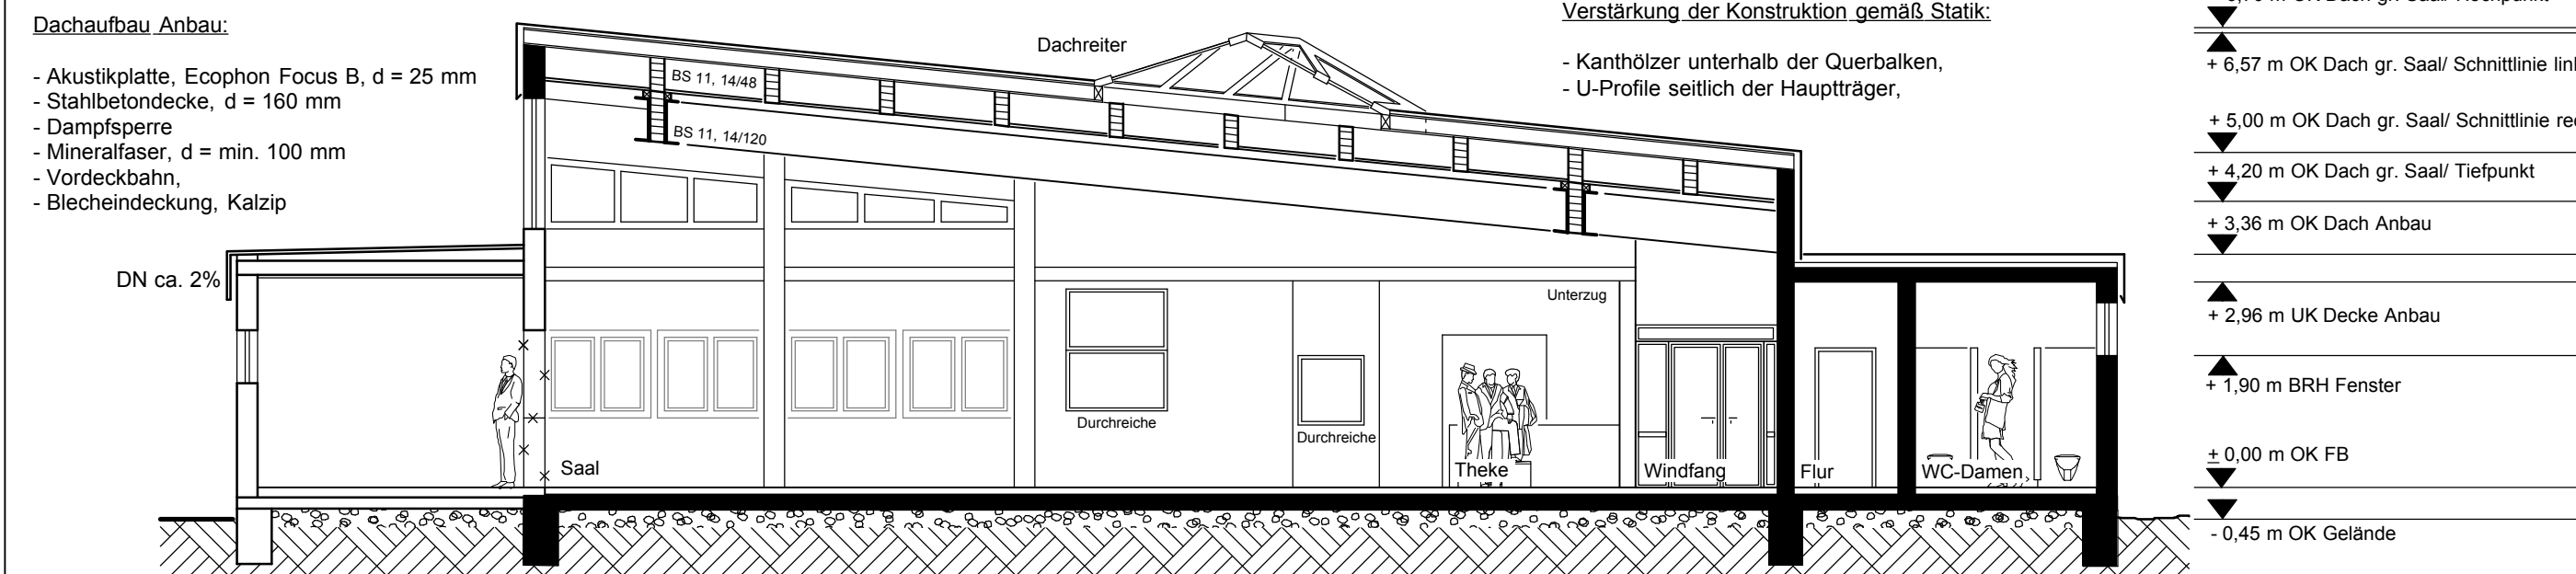 Dachaufbau Anbau:
- Akustikplatte, Ecophon Focus B, d = 25 mm
- Stahlbetondecke, d = 160 mm
- Dampfsperre
- Mineralfaser, d = min. 100 mm
- Vordeckbahn,
- Blecheindeckung, Kalzip
DN ca. 2%
Dachreiter
BS 11, 14/48
BS 11, 14/120
Verstärkung der Konstruktion gemäß Statik:
- Kanthölzer unterhalb der Querbalken,
- U-Profile seitlich der Hauptträger,
Unterzug
Durchreiche
Durchreiche
Saal
Theke
Windfang
Flur
WC-Damen
m OK Dach gr. Saal/ Hochpunkt
+ 6,57 m OK Dach gr. Saal/ Schnittlinie
+ 5,00 m OK Dach gr. Saal/ Schnittlinie
+ 4,20 m OK Dach gr. Saal/ Tiefpunkt
+ 3,36 m OK Dach Anbau
+ 2,96 m UK Decke Anbau
+ 1,90 m BRH Fenster
± 0,00 m OK FB
- 0,45 m OK Gelände